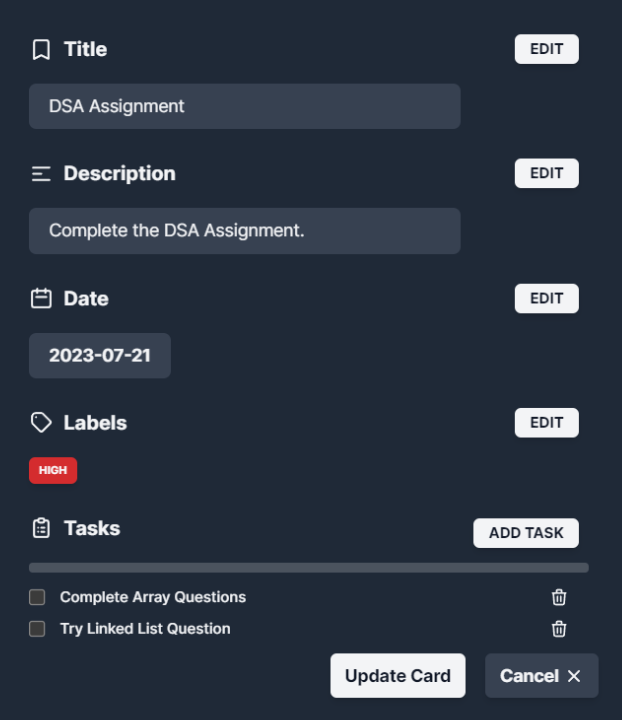 Title
EDIT
DSA Assignment
Description
EDIT
Complete the DSA Assignment.
Date
EDIT
2023-07-21
Labels
EDIT
HIGH
Tasks
ADD TASK
Complete Array Questions
Try Linked List Question
Update Card
Cancel